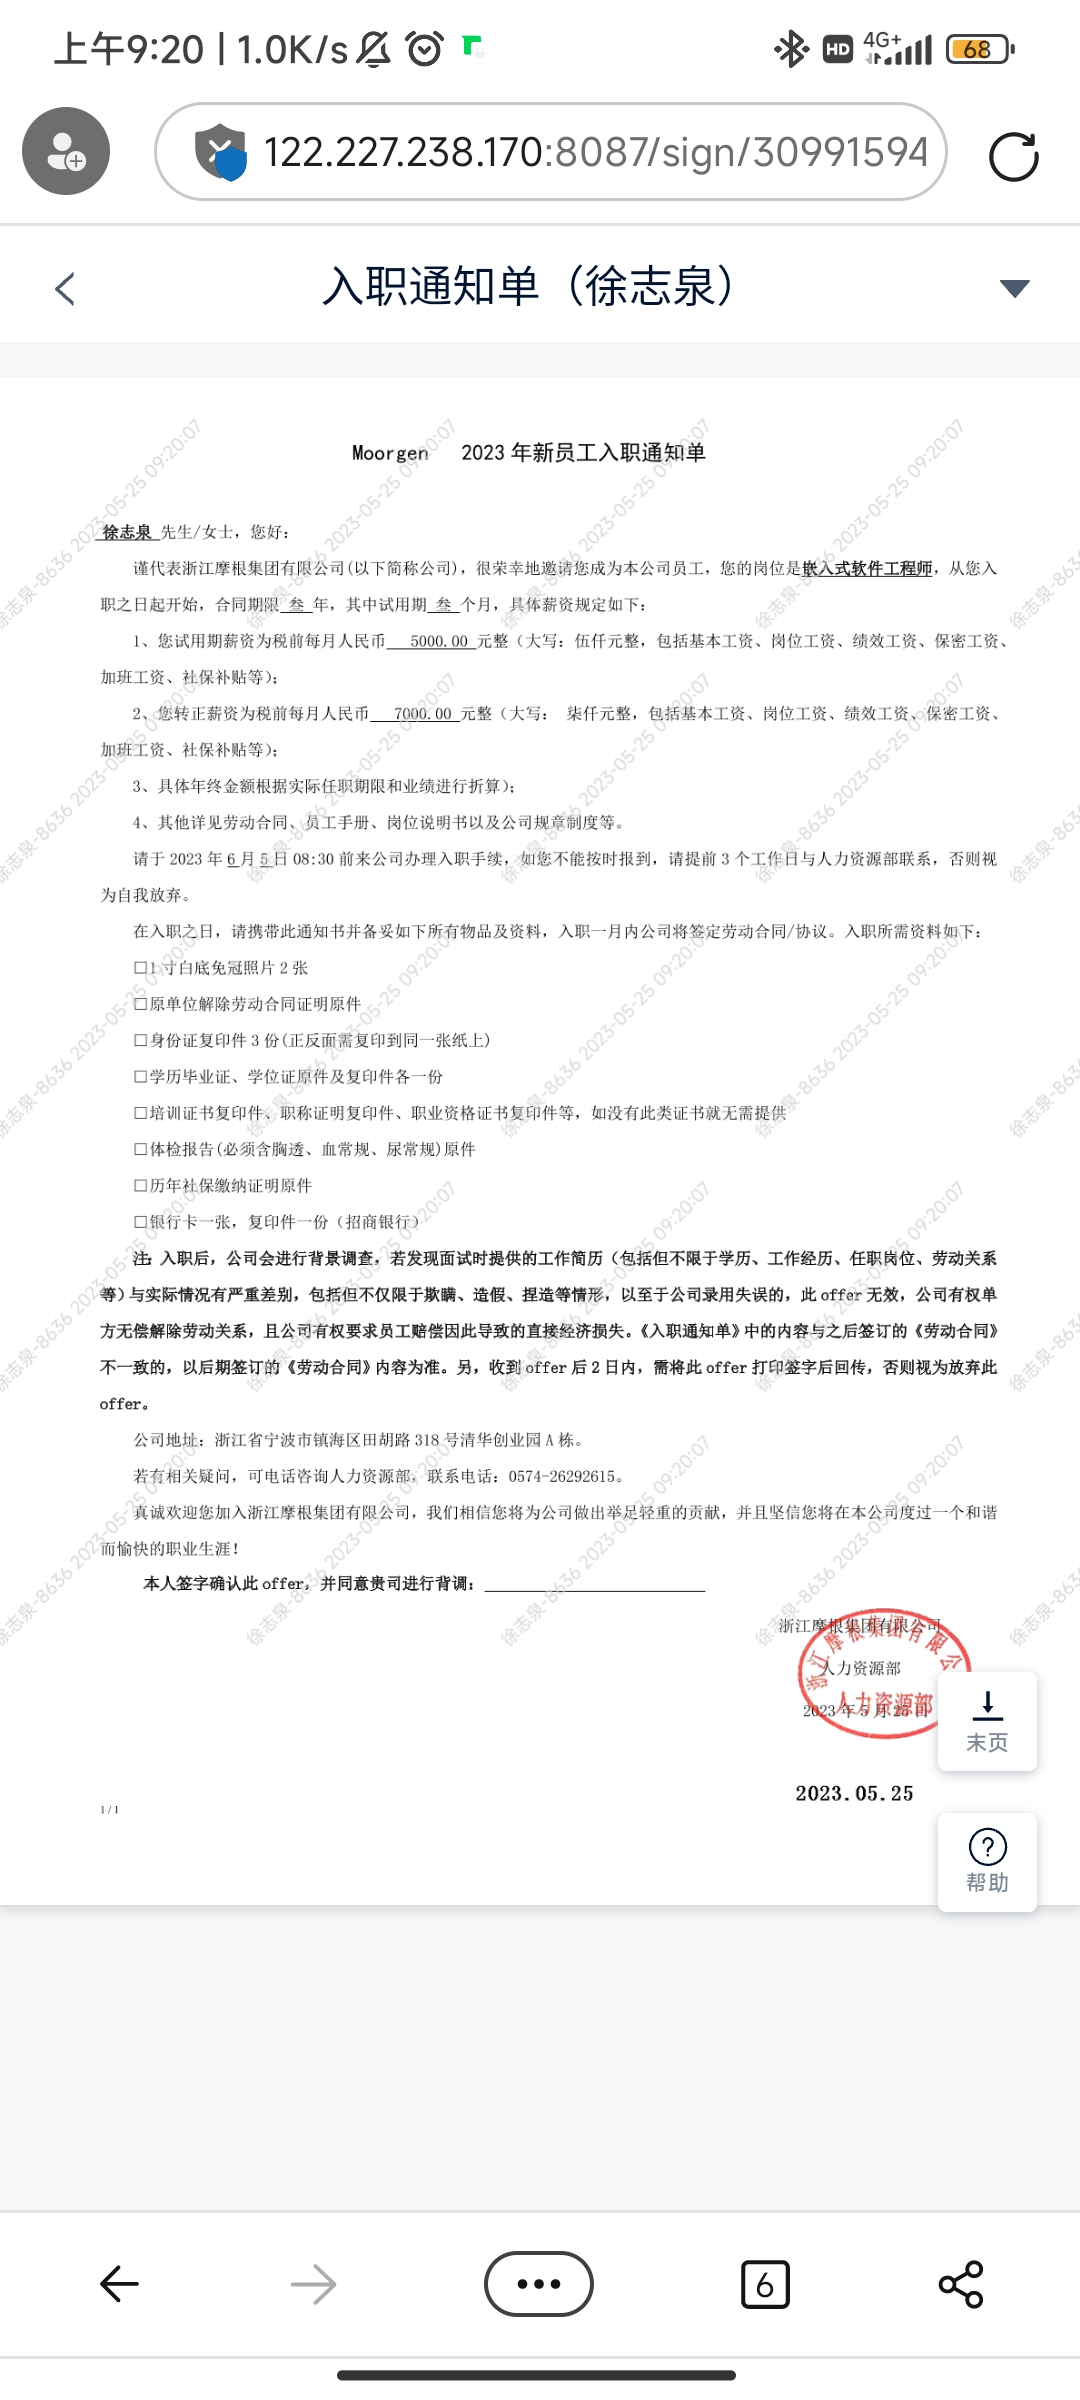 上午9:20 | 1.0K/s
HD 4G+ 68
122.227.238.170:8087/sign/30991594
入职通知单（徐志泉）
Moorgen 2023 年新员工入职通知单
徐志泉 先生/女士，您好：
谨代表浙江摩根集团有限公司(以下简称公司)，很荣幸地邀请您成为本公司员工，您的岗位是嵌入式软件工程师，从您入
职之日起开始，合同期限 叁 年，其中试用期 叁 个月，具体薪资规定如下：
1、您试用期薪资为税前每月人民币 5000.00 元整（大写：伍仟元整，包括基本工资、岗位工资、绩效工资、保密工资、
加班工资、社保补贴等)；
2、您转正薪资为税前每月人民币 7000.00 元整（大写： 柒仟元整，包括基本工资、岗位工资、绩效工资、保密工资、
加班工资、社保补贴等)；
3、具体年终金额根据实际任职期限和业绩进行折算)；
4、其他详见劳动合同、员工手册、岗位说明书以及公司规章制度等。
请于 2023 年 6 月 5 日 08:30 前来公司办理入职手续，如您不能按时报到，请提前 3 个工作日与人力资源部联系，否则视
为自我放弃。
在入职之日，请携带此通知书并备妥如下所有物品及资料，入职一月内公司将签定劳动合同/协议。入职所需资料如下：
□1 寸白底免冠照片 2 张
□原单位解除劳动合同证明原件
□身份证复印件 3 份(正反面需复印到同一张纸上)
□学历毕业证、学位证原件及复印件各一份
□培训证书复印件、职称证明复印件、职业资格证书复印件等，如没有此类证书就无需提供
□体检报告(必须含胸透、血常规、尿常规)原件
□历年社保缴纳证明原件
□银行卡一张，复印件一份（招商银行）
注：入职后，公司会进行背景调查，若发现面试时提供的工作简历（包括但不限于学历、工作经历、任职岗位、劳动关系
等）与实际情况有严重差别，包括但不仅限于欺瞒、造假、捏造等情形，以至于公司录用失误的，此 offer 无效，公司有权单
方无偿解除劳动关系，且公司有权要求员工赔偿因此导致的直接经济损失。《入职通知单》中的内容与之后签订的《劳动合同》
不一致的，以后期签订的《劳动合同》内容为准。另，收到 offer 后 2 日内，需将此 offer 打印签字后回传，否则视为放弃此
offer。
公司地址：浙江省宁波市镇海区田胡路 318 号清华创业园 A 栋。
若有相关疑问，可电话咨询人力资源部，联系电话：0574-26292615。
真诚欢迎您加入浙江摩根集团有限公司，我们相信您将为公司做出举足轻重的贡献，并且坚信您将在本公司度过一个和谐
而愉快的职业生涯！
本人签字确认此 offer，并同意贵司进行背调：
浙江摩根集团有限公司
人力资源部
2023 年 5 月 25 日
浙江摩根集团有限公
人力资源部
2023.05.25
1/1
末页
帮助
徐志泉-8636 2023-05-25 09:20:07
6